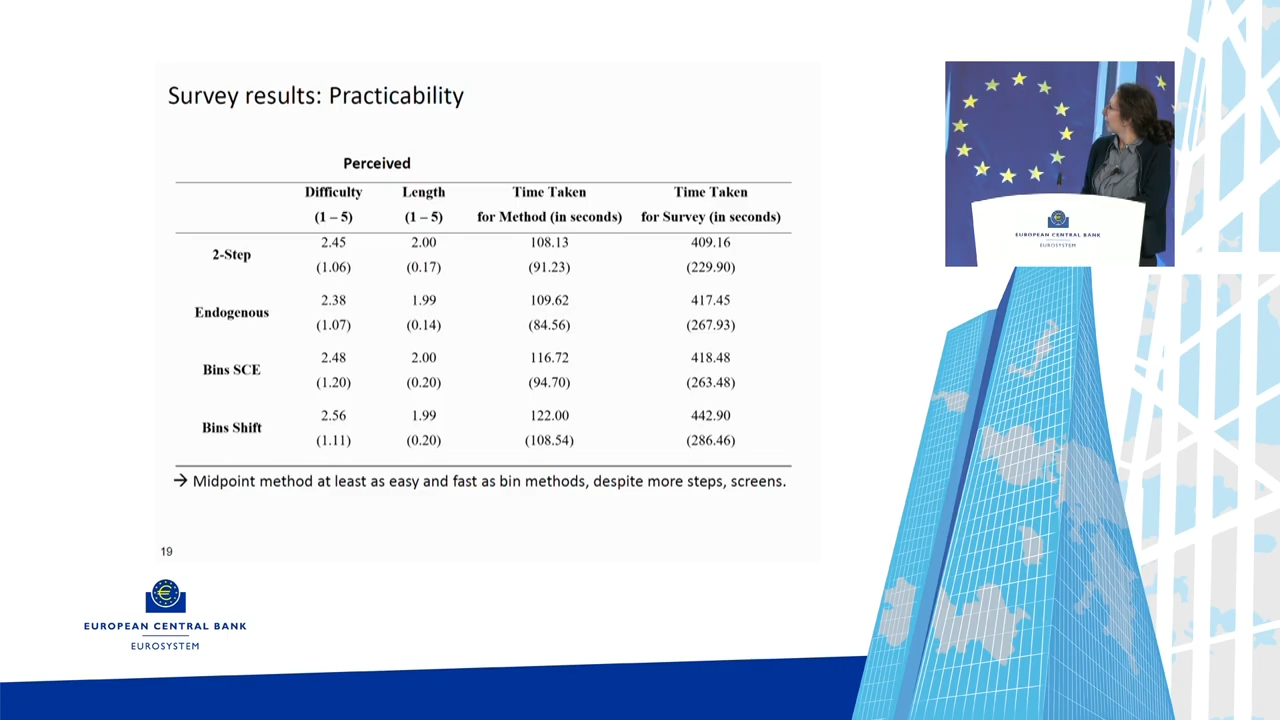 Survey results: Practicability
Perceived
Difficulty Length Time Taken Time Taken
(1 – 5) (1 – 5) for Method (in seconds) for Survey (in seconds)
2-Step 2.45 2.00 108.13 409.16
(1.06) (0.17) (91.23) (229.90)
Endogenous 2.38 1.99 109.62 417.45
(1.07) (0.14) (84.56) (267.93)
Bins SCE 2.48 2.00 116.72 418.48
(1.20) (0.20) (94.70) (263.48)
Bins Shift 2.56 1.99 122.00 442.90
(1.11) (0.20) (108.54) (286.46)
→ Midpoint method at least as easy and fast as bin methods, despite more steps, screens.
19
EUROPEAN CENTRAL BANK
EUROSYSTEM
EUROPEAN CENTRAL BANK
EUROSYSTEM